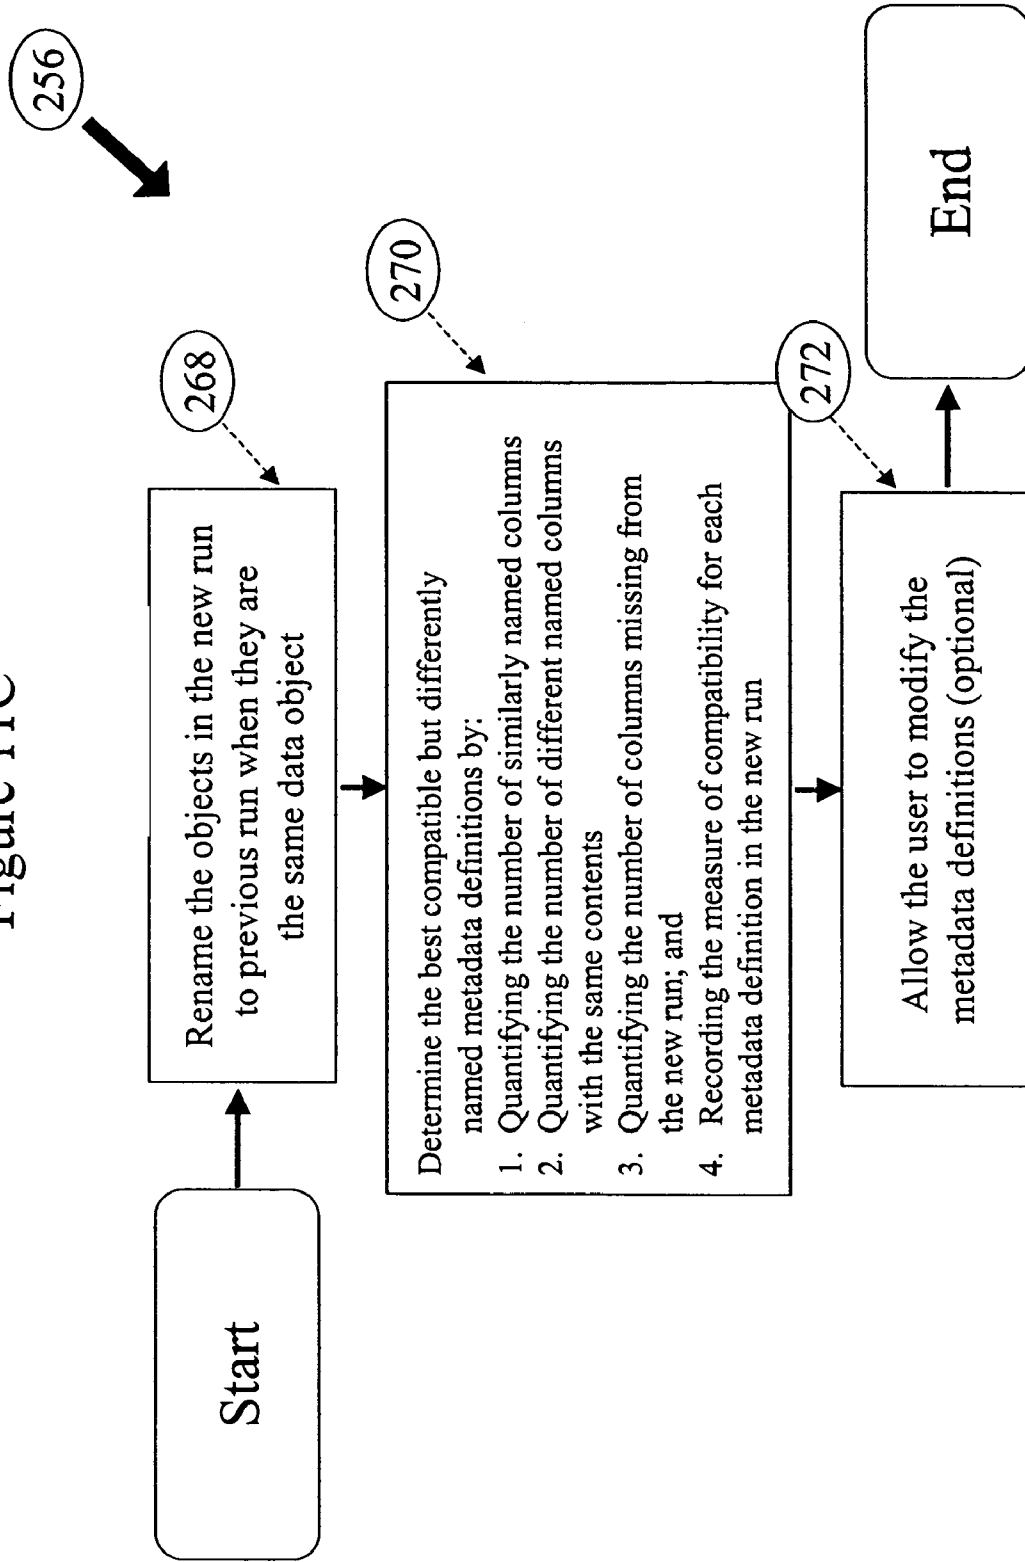 Figure 11C
256
Start
268
Rename the objects in the new run
to previous run when they are
the same data object
270
Determine the best compatible but differently
named metadata definitions by:
1. Quantifying the number of similarly named columns
2. Quantifying the number of different named columns
with the same contents
3. Quantifying the number of columns missing from
the new run; and
4. Recording the measure of compatibility for each
metadata definition in the new run
272
Allow the user to modify the
metadata definitions (optional)
End